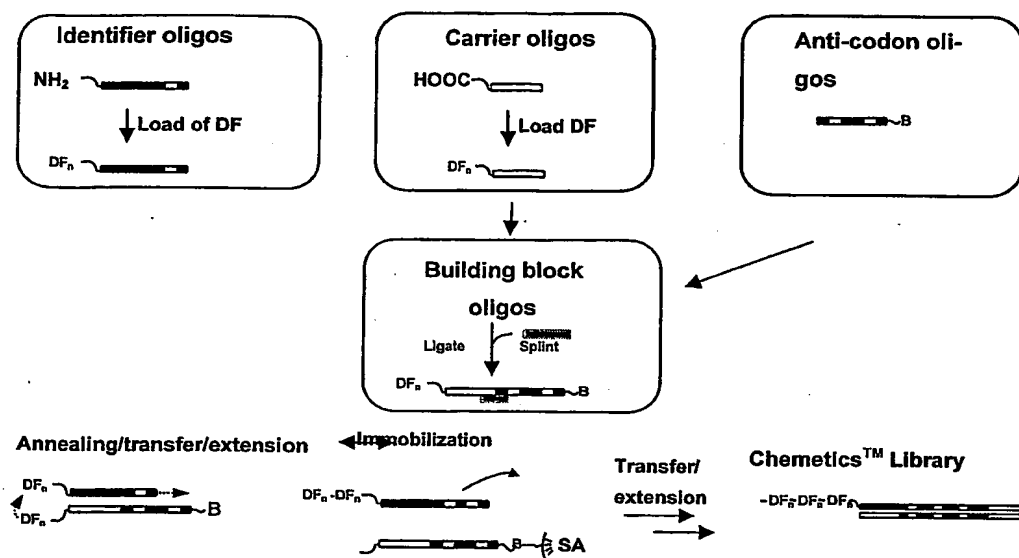 Identifier oligos
NH₂
Load of DF
DFₙ
Carrier oligos
HOOC
Load DF
DFₙ
Anti-codon oli-
gos
B
Building block
oligos
Ligate
Splint
DFₙ
B
Annealing/transfer/extension
Immobilization
DFₙ
DFₙ
B
DFₙ-DFₙ
B
SA
Transfer/
extension
Chemetics™ Library
-DFₙ-DFₙ-DFₙ